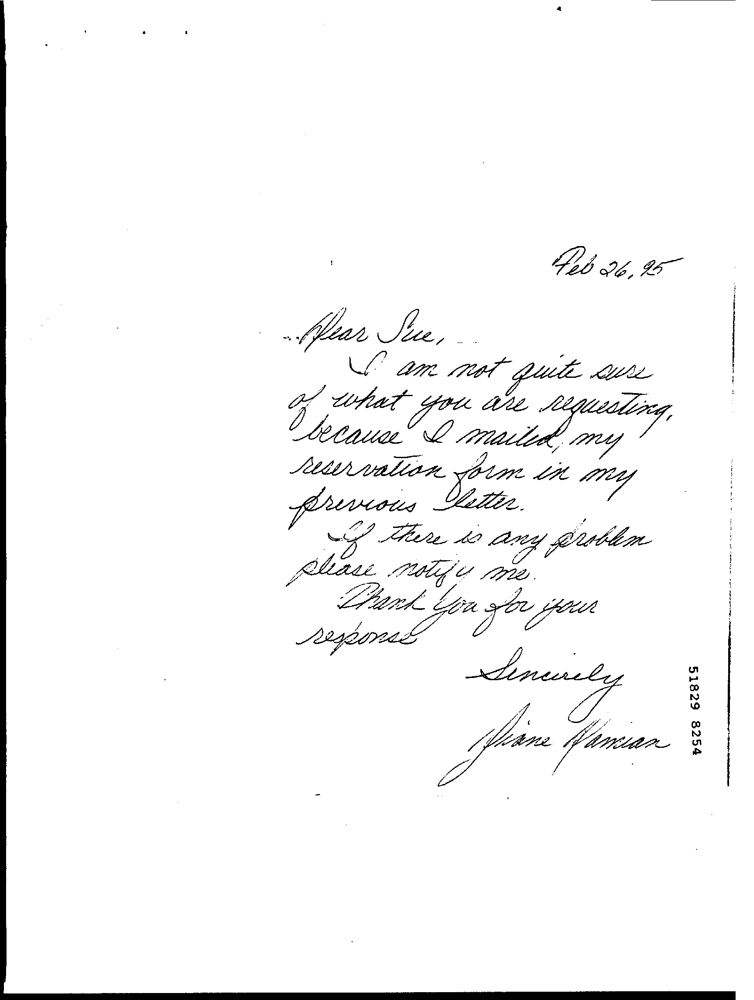 Feb 26, 95
Dear Sue,
I am not quite sure
of what you are requesting,
because I mailed, my
reservation form in my
previous letter.
If there is any problem
please notify me.
Thank You for your
response
Sincerely
Diane
51829 8254